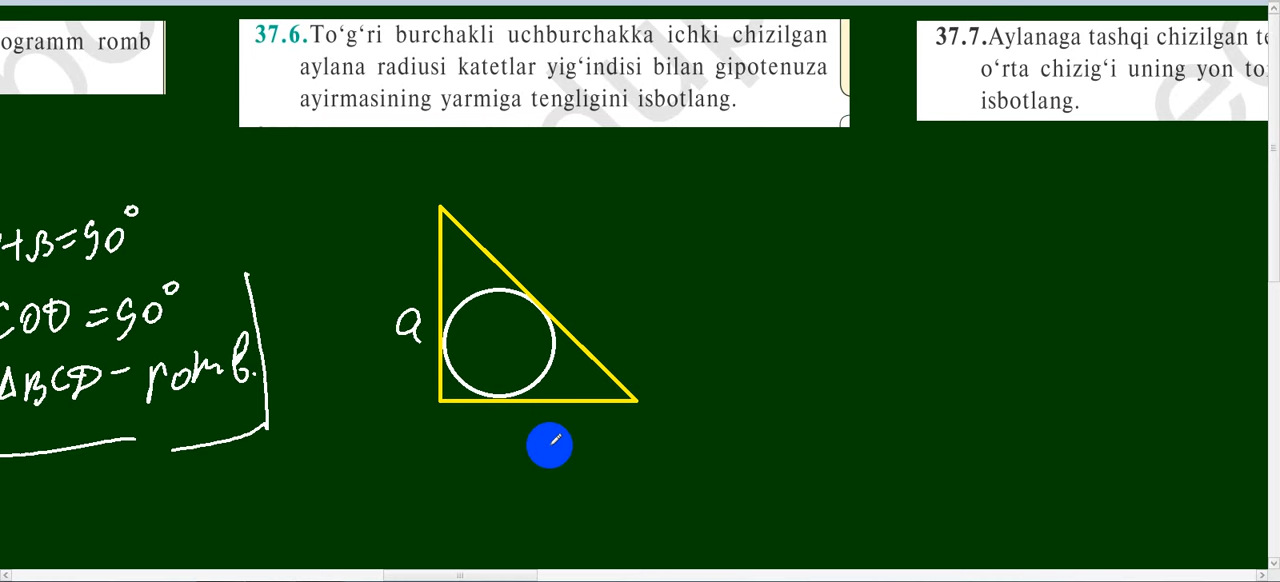 ogramm romb
37.6. To‘g‘ri burchakli uchburchakka ichki chizilgan
aylana radiusi katetlar yig‘indisi bilan gipotenuza
ayirmasining yarmiga tengligini isbotlang.
37.7. Aylanaga tashqi chizilgan te
o‘rta chizig‘i uning yon to
isbotlang.
+β=90°
COD=90°
ABCD-romb.
a